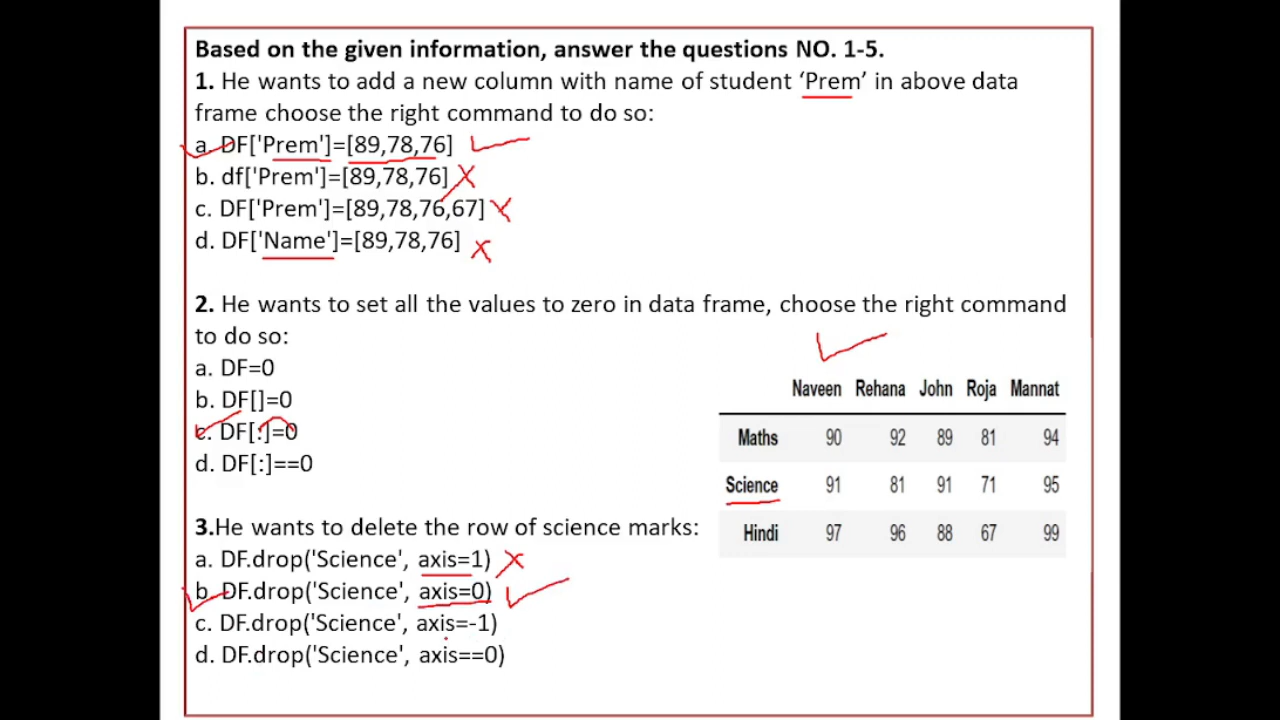 Based on the given information, answer the questions NO. 1-5.
1. He wants to add a new column with name of student ‘Prem’ in above data
frame choose the right command to do so:
a. DF['Prem']=[89,78,76]
b. df['Prem']=[89,78,76]
c. DF['Prem']=[89,78,76,67]
d. DF['Name']=[89,78,76]
2. He wants to set all the values to zero in data frame, choose the right command
to do so:
a. DF=0
b. DF[]=0
c. DF[:]=0
d. DF[:]==0
Naveen Rehana John Roja Mannat
Maths 90 92 89 81 94
Science 91 81 91 71 95
Hindi 97 96 88 67 99
3.He wants to delete the row of science marks:
a. DF.drop('Science', axis=1)
b. DF.drop('Science', axis=0)
c. DF.drop('Science', axis=-1)
d. DF.drop('Science', axis==0)